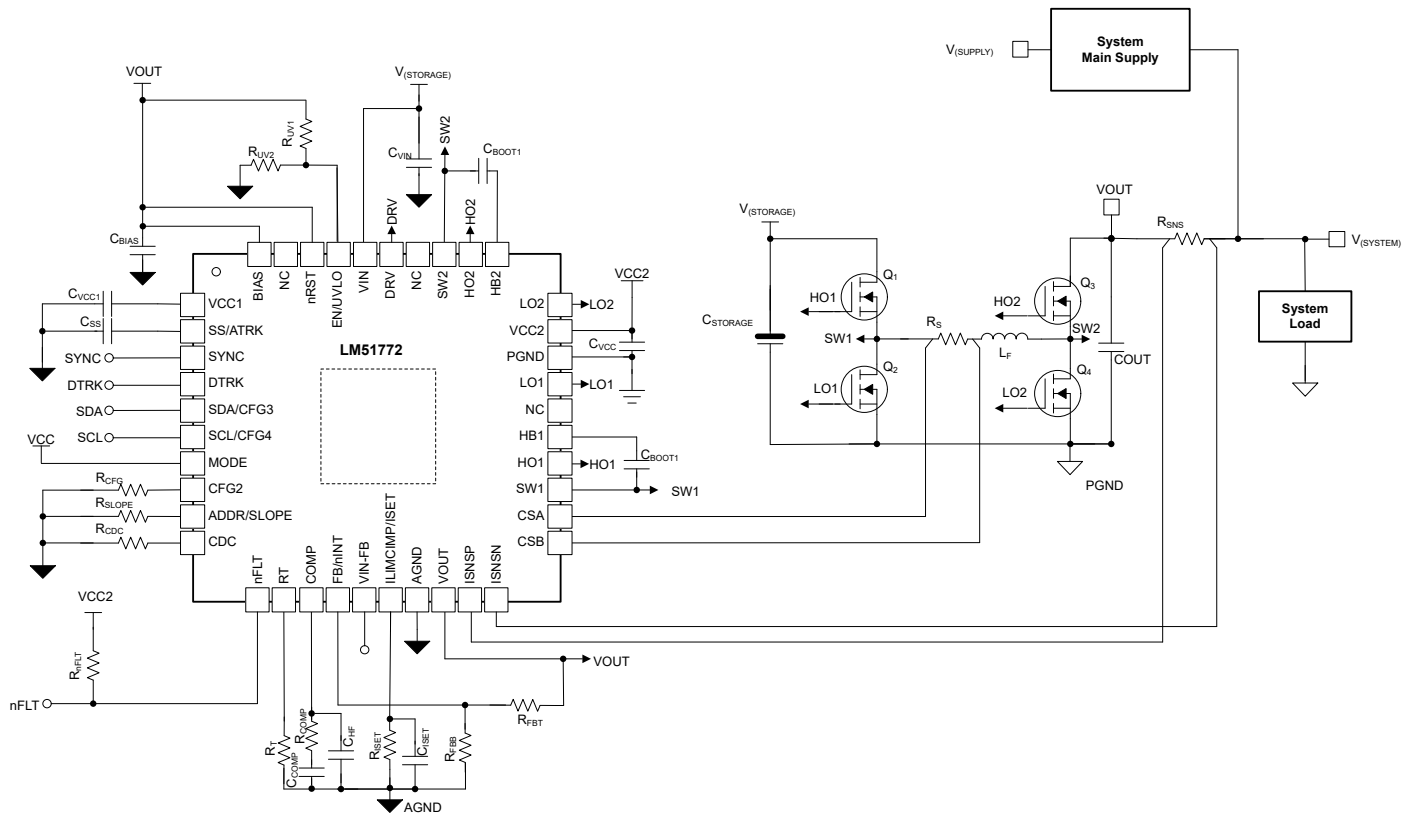 System
Main Supply
V(SUPPLY)
VOUT
V(STORAGE)
RUV1
RUV2
CVIN
SW2
CBOOT1
DRV
HO2
CBIAS
BIAS
NC
nRST
EN/UVLO
VIN
DRV
NC
SW2
HO2
HB2
CVCC1
CSS
SYNC
DTRK
SDA
SCL
VCC
RCFG
RSLOPE
RCDC
VCC1
SS/ATRK
SYNC
DTRK
SDA/CFG3
SCL/CFG4
MODE
CFG2
ADDR/SLOPE
CDC
LM51772
LO2
VCC2
PGND
LO1
NC
HB1
HO1
SW1
CSA
CSB
LO2
VCC2
CVCC
LO1
CBOOT1
HO1
SW1
nFLT
RT
COMP
FB/nINT
VIN-FB
ILIMCIMP/ISET
AGND
VOUT
ISNSP
ISNSN
VCC2
RnFLT
nFLT
RT
RCOMP
CCOMP
CHF
RISET
CISET
RFBB
RFBT
VOUT
AGND
V(STORAGE)
CSTORAGE
Q1
HO1
SW1
Q2
LO1
RS
LF
HO2
Q3
SW2
Q4
LO2
COUT
VOUT
RSNS
V(SYSTEM)
System
Load
PGND